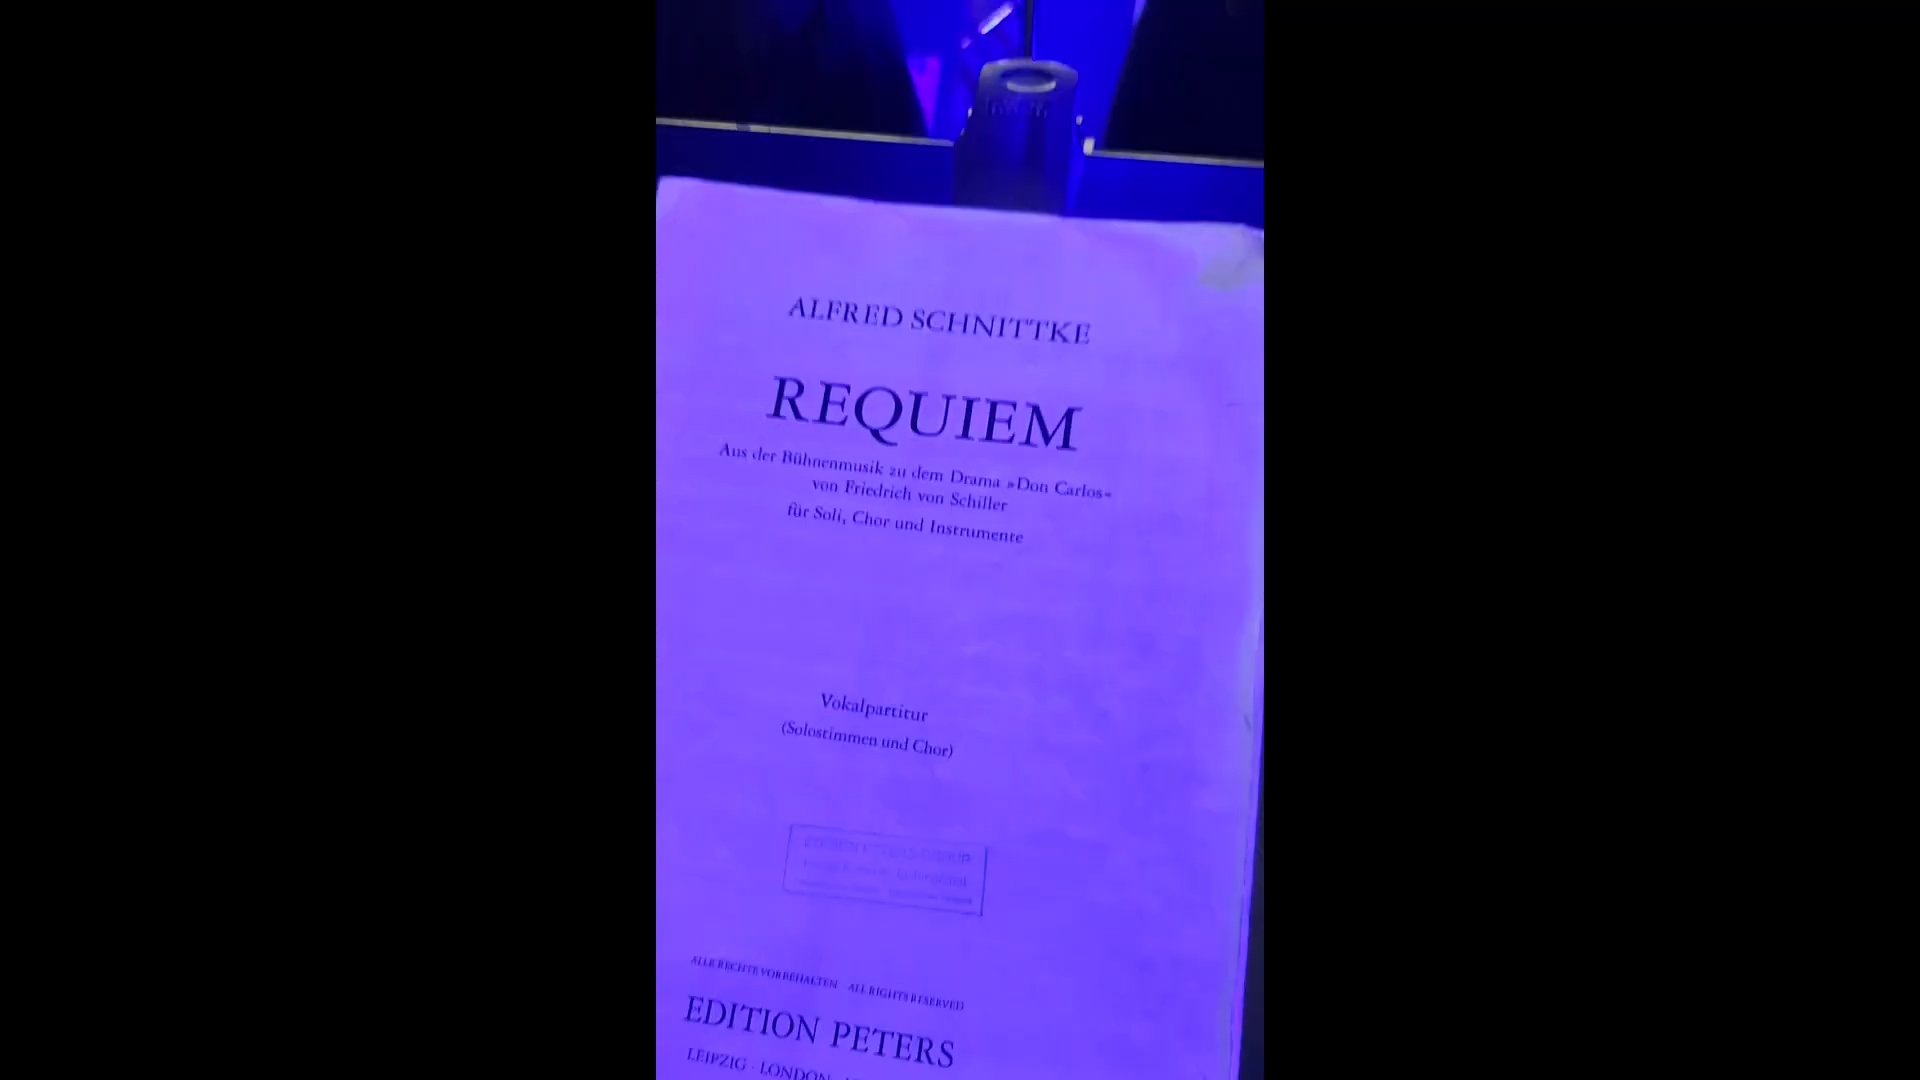 ALFRED SCHNITTKE
REQUIEM
Aus der Bühnenmusik zu dem Drama »Don Carlos«
von Friedrich von Schiller
für Soli, Chor und Instrumente
Vokalpartitur
(Solostimmen und Chor)
ALLE RECHTE VORBEHALTEN ALL RIGHTS RESERVED
EDITION PETERS
LEIPZIG · LONDON